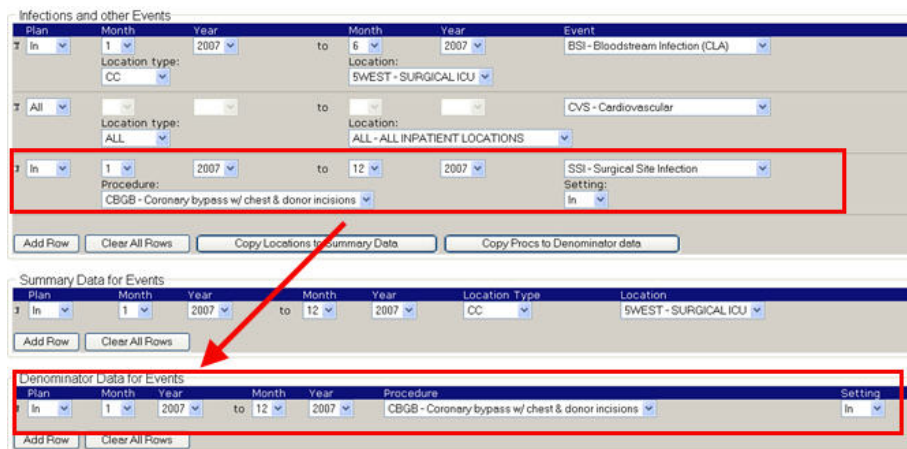 Infections and other Events
Plan Month Year Month Year Event
In 1 2007 to 6 2007 BSI - Bloodstream Infection (CLA)
Location type: Location:
CC 5WEST - SURGICAL ICU
All to CVS - Cardiovascular
Location type: Location:
ALL ALL - ALL INPATIENT LOCATIONS
In 1 2007 to 12 2007 SSI - Surgical Site Infection
Procedure: Setting:
CBGB - Coronary bypass w/ chest & donor incisions In
Add Row Clear All Rows Copy Locations to Summary Data Copy Procs to Denominator data
Summary Data for Events
Plan Month Year Month Year Location Type Location
In 1 2007 to 12 2007 CC 5WEST - SURGICAL ICU
Add Row Clear All Rows
Denominator Data for Events
Plan Month Year Month Year Procedure Setting
In 1 2007 to 12 2007 CBGB - Coronary bypass w/ chest & donor incisions In
Add Row Clear All Rows